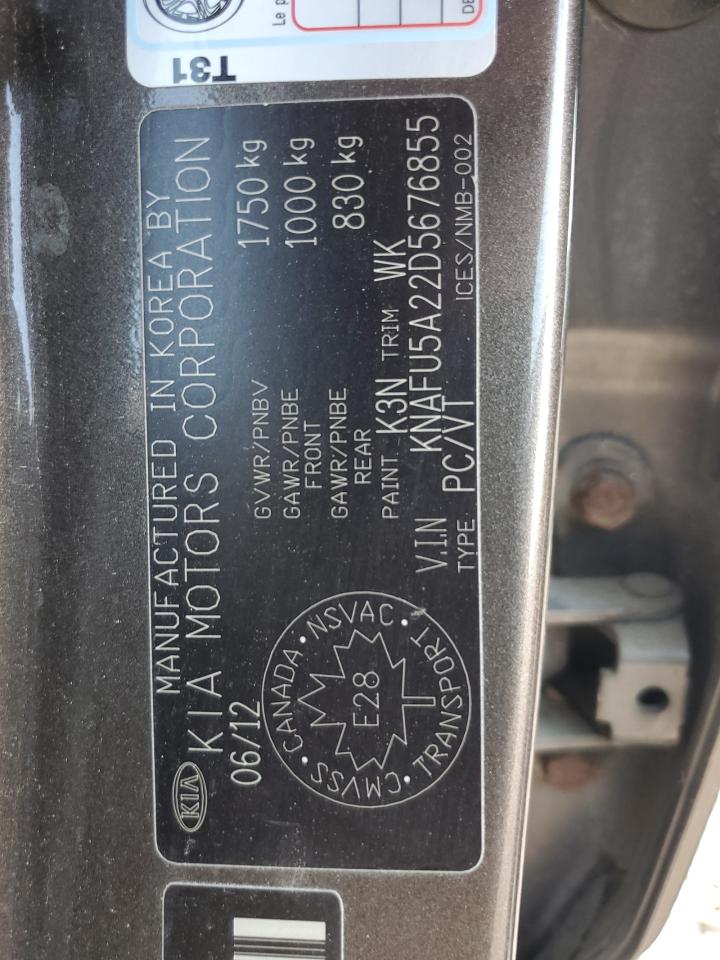 Le p
DE
T31
KIA
MANUFACTURED IN KOREA BY
KIA MOTORS CORPORATION
06/12
GVWR/PNBV 1750 kg
GAWR/PNBE 1000 kg
FRONT
GAWR/PNBE 830 kg
REAR
PAINT K3N TRIM WK
V.I.N KNAFU5A22D5676855
TYPE PC/VT ICES/NMB-002
CANADA · NSVAC · TRANSPORT · CMVSS
E28